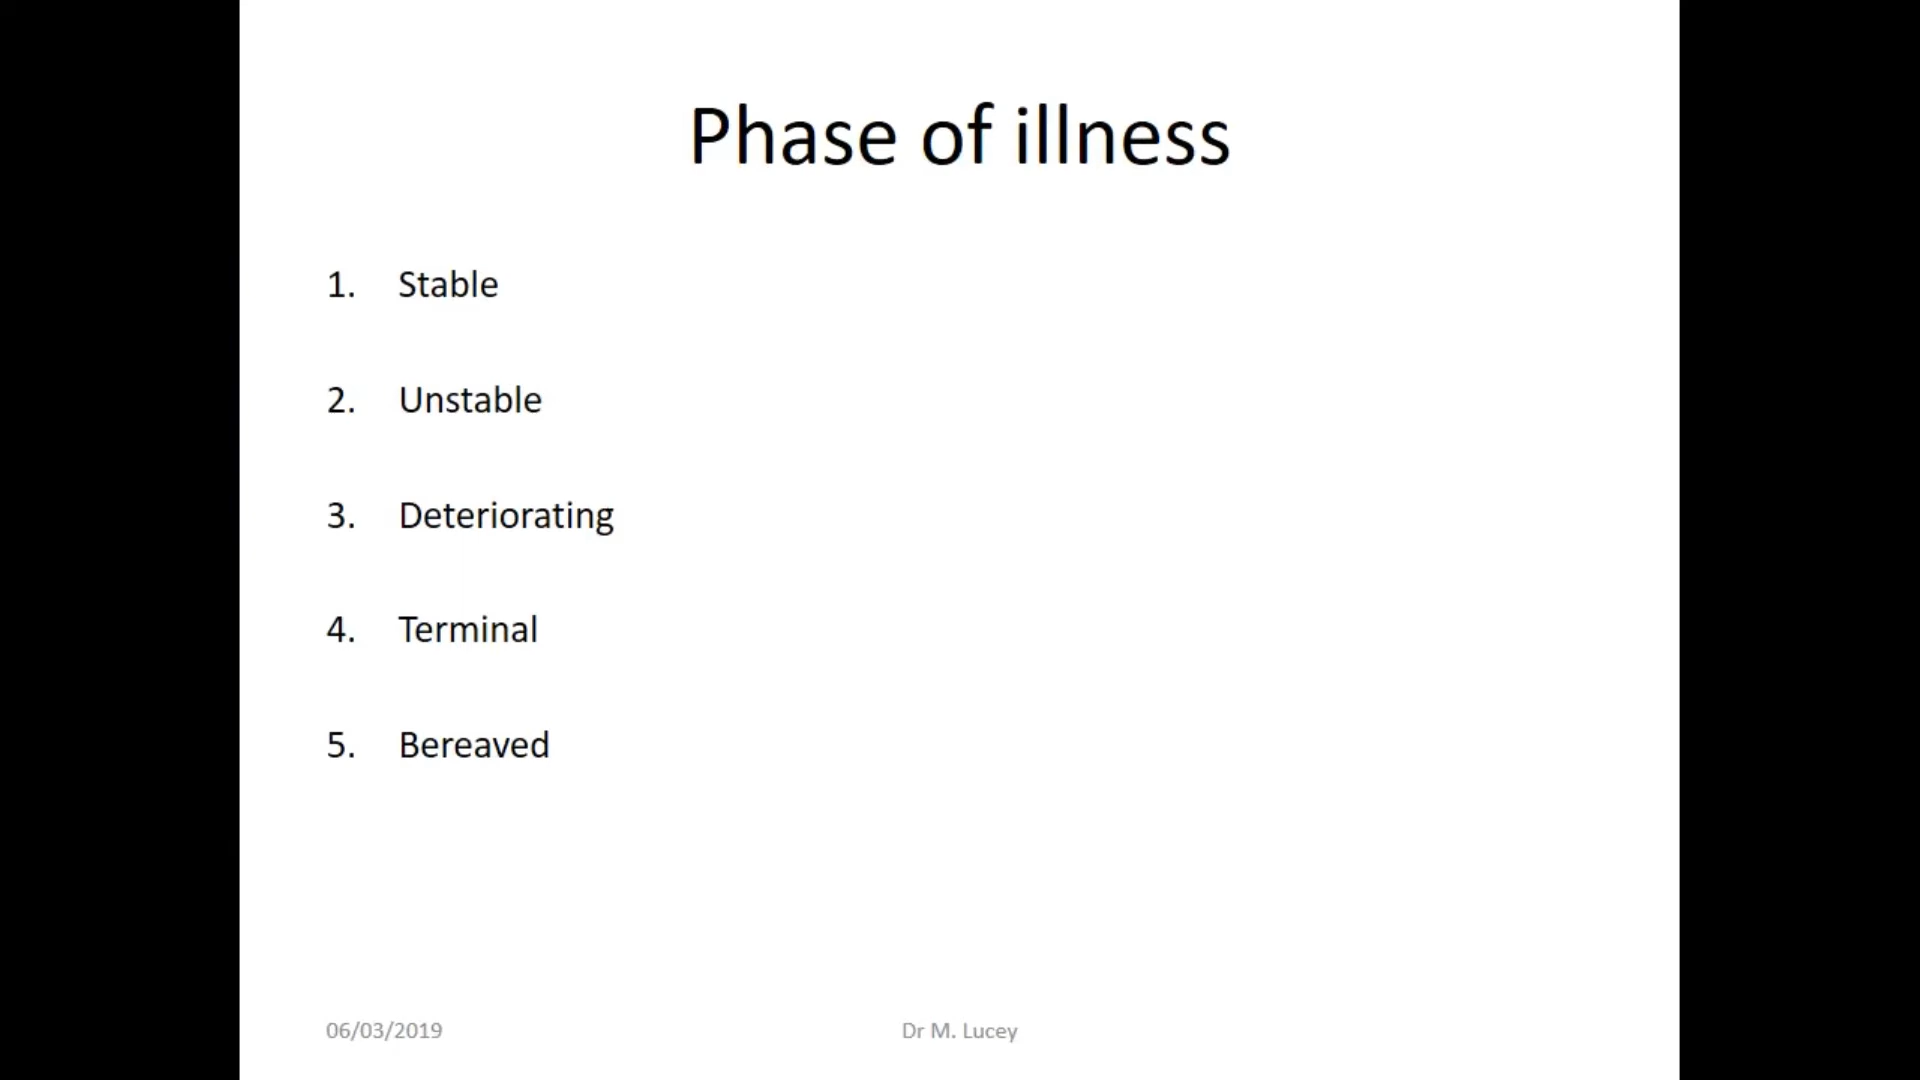 Phase of illness
1. Stable
2. Unstable
3. Deteriorating
4. Terminal
5. Bereaved
06/03/2019
Dr M. Lucey